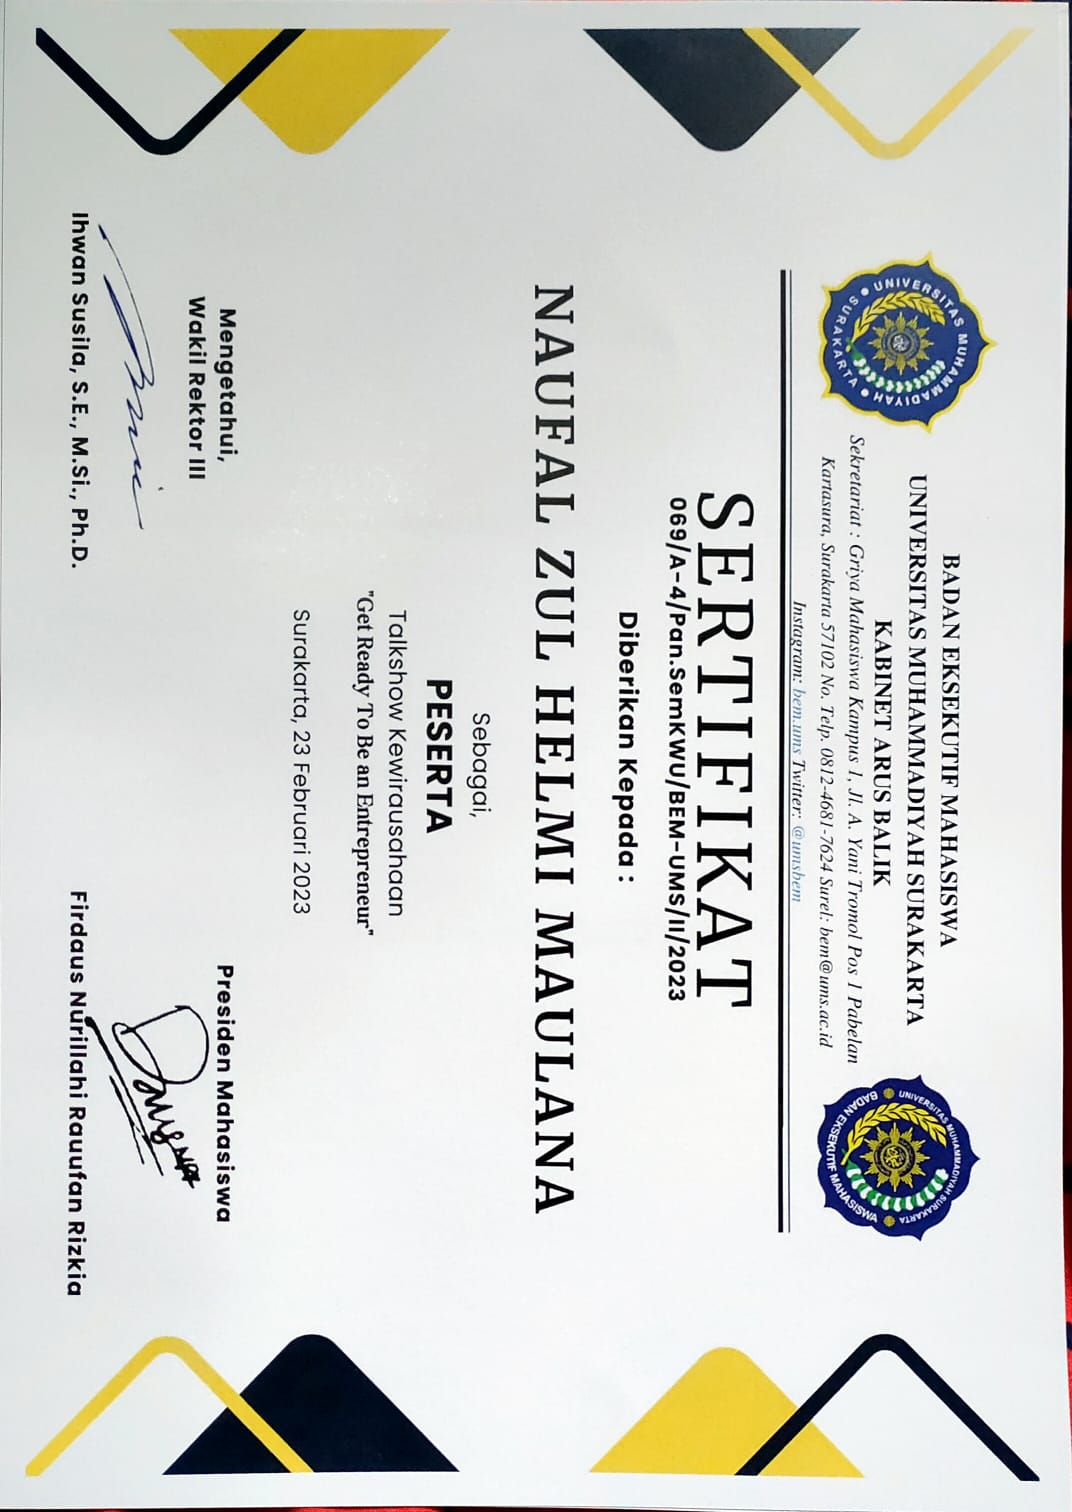 UNIVERSITAS MUHAMMADIYAH
SURAKARTA
BADAN EKSEKUTIF MAHASISWA
UNIVERSITAS MUHAMMADIYAH SURAKARTA
KABINET ARUS BALIK
Sekretariat : Griya Mahasiswa Kampus 1, Jl. A. Yani Tromol Pos 1 Pabelan
Kartasura, Surakarta 57102 No. Telp. 0812-4681-7624 Surel: bem@ums.ac.id
Instagram: bem.ums Twitter: @umsbem
UNIVERSITAS MUHAMMADIYAH SURAKARTA
BADAN EKSEKUTIF MAHASISWA
SERTIFIKAT
069/A-4/Pan.SemKWU/BEM-UMS/II/2023
Diberikan Kepada :
NAUFAL ZUL HELMI MAULANA
Sebagai,
PESERTA
Talkshow Kewirausahaan
"Get Ready To Be an Entrepreneur"
Surakarta, 23 Februari 2023
Mengetahui,
Wakil Rektor III
Ihwan Susila, S.E., M.Si., Ph.D.
Presiden Mahasiswa
Firdaus Nurillahi Rauufan Rizkia